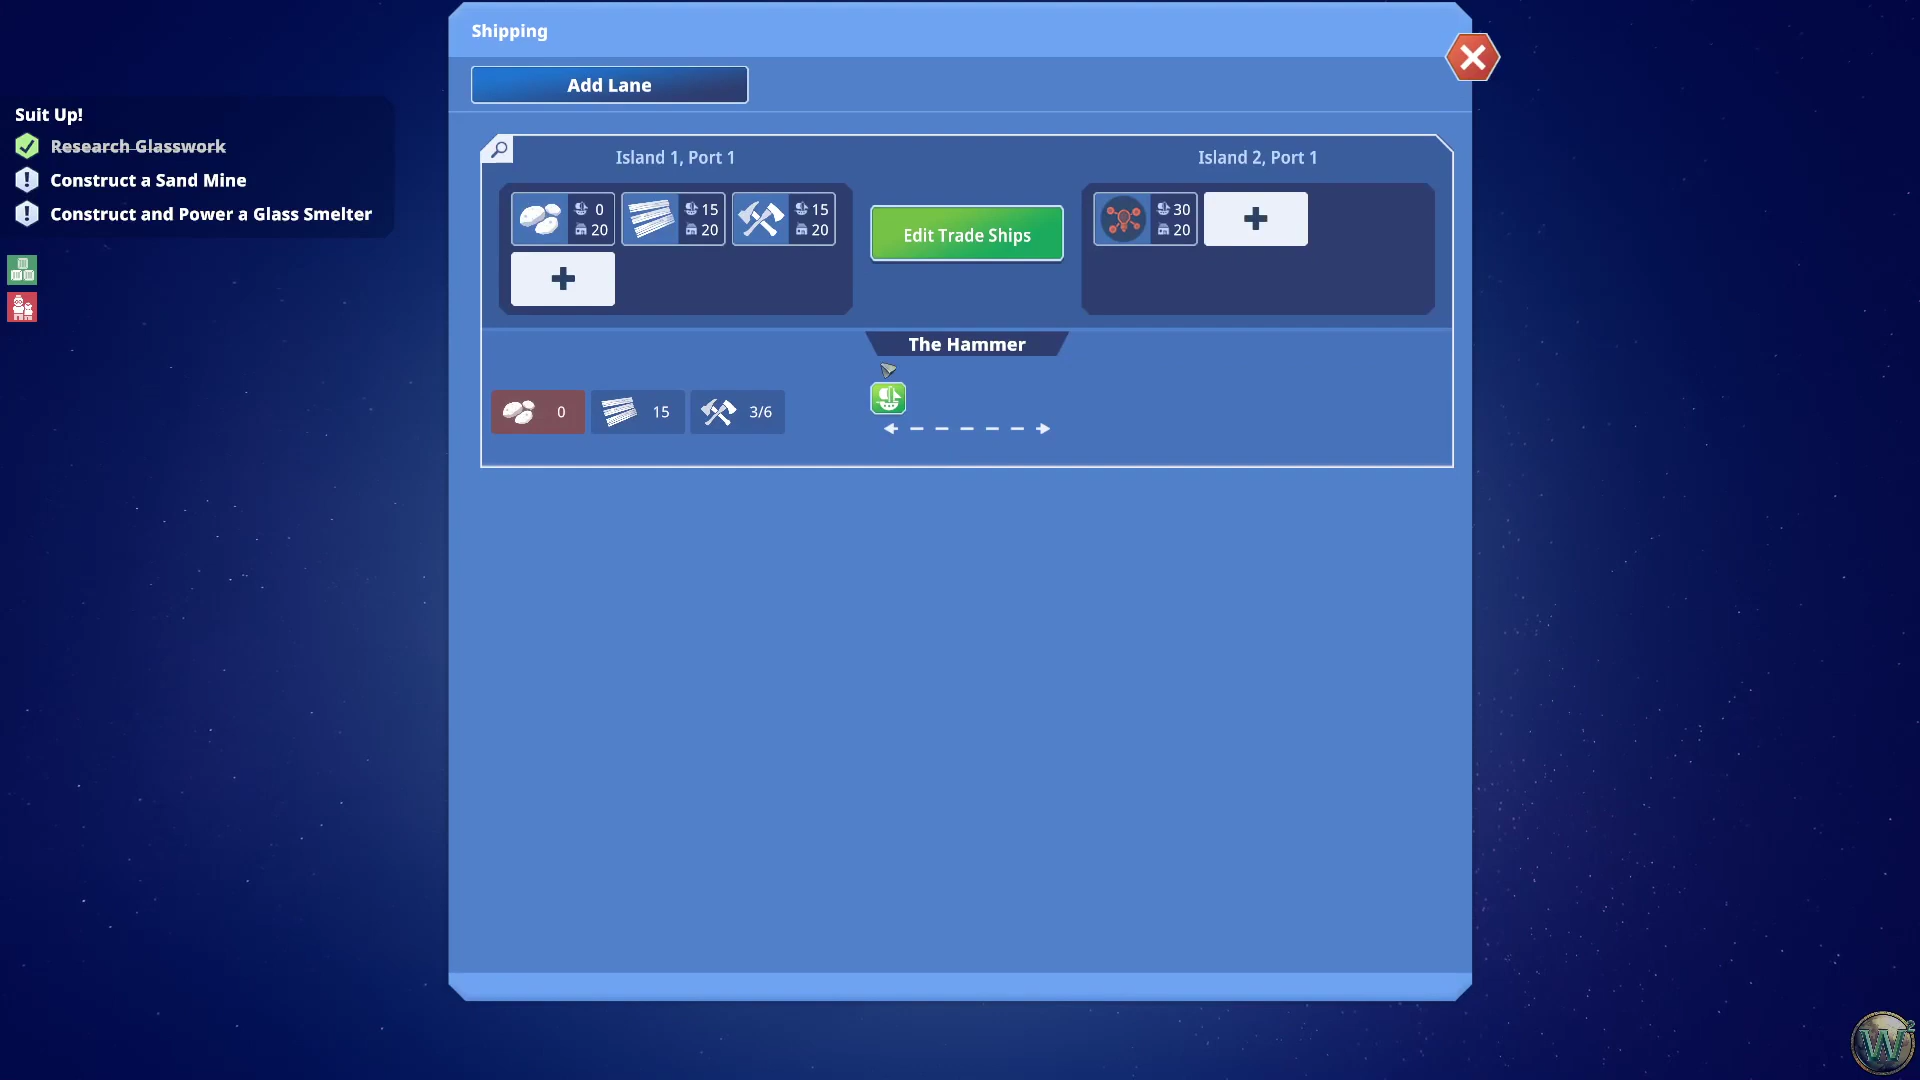 Shipping
Add Lane
Suit Up!
Research Glasswork
Construct a Sand Mine
Construct and Power a Glass Smelter
Island 1, Port 1
Island 2, Port 1
0
20
15
20
15
20
Edit Trade Ships
30
20
The Hammer
0
15
3/6
W2